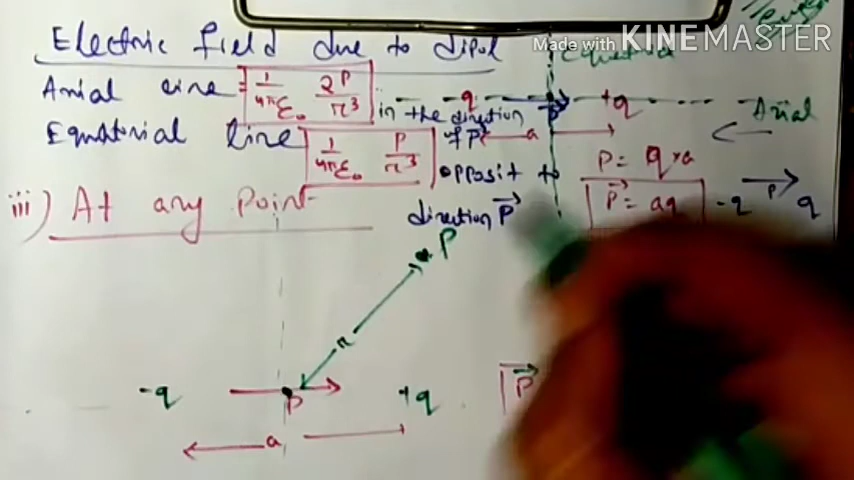 Made with KINEMASTER
Electric field due to dipol
Equator
Axial line = 1/4πε₀ 2P/r³ in the direction of P
-q P +q Axial
a
Equatorial line 1/4πε₀ P/r³ opposit to direction P⃗
P = q×a
P⃗ = aq -q P q
iii) At any Point
P
r
-q P +q
a
P⃗